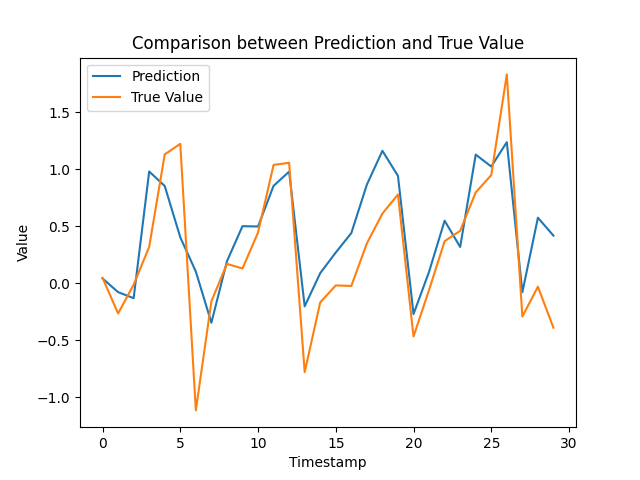 Comparison between Prediction and True Value
Prediction
True Value
1.5
1.0
0.5
0.0
−0.5
−1.0
Value
0
5
10
15
20
25
30
Timestamp